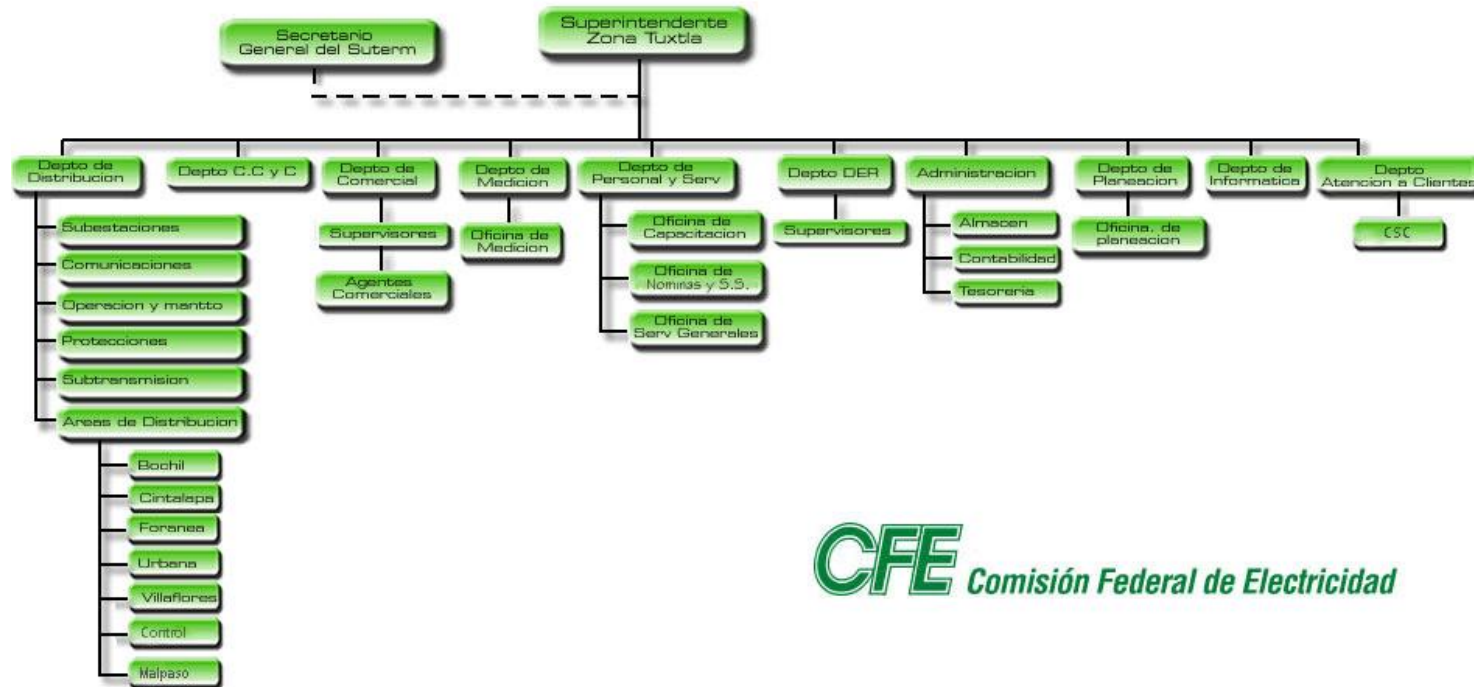 Secretario
General del Suterm
Superintendente
Zona Tuxtla
Depto de
Distribucion
Depto C.C y C
Depto de
Comercial
Depto de
Medicion
Depto de
Personal y Serv
Depto DER
Administracion
Depto de
Planeacion
Depto de
Informatica
Depto
Atencion a Clientes
Subestaciones
Comunicaciones
Operacion y mantto
Protecciones
Subtransmision
Areas de Distribucion
Bochil
Cintalapa
Foranea
Urbana
Villaflores
Control
Malpaso
Supervisores
Agentes
Comerciales
Oficina de
Medicion
Oficina de
Capacitacion
Oficina de
Nominas y S.S.
Oficina de
Serv Generales
Supervisores
Almacen
Contabilidad
Tesoreria
Oficina. de
planeacion
CSC
CFE Comisión Federal de Electricidad